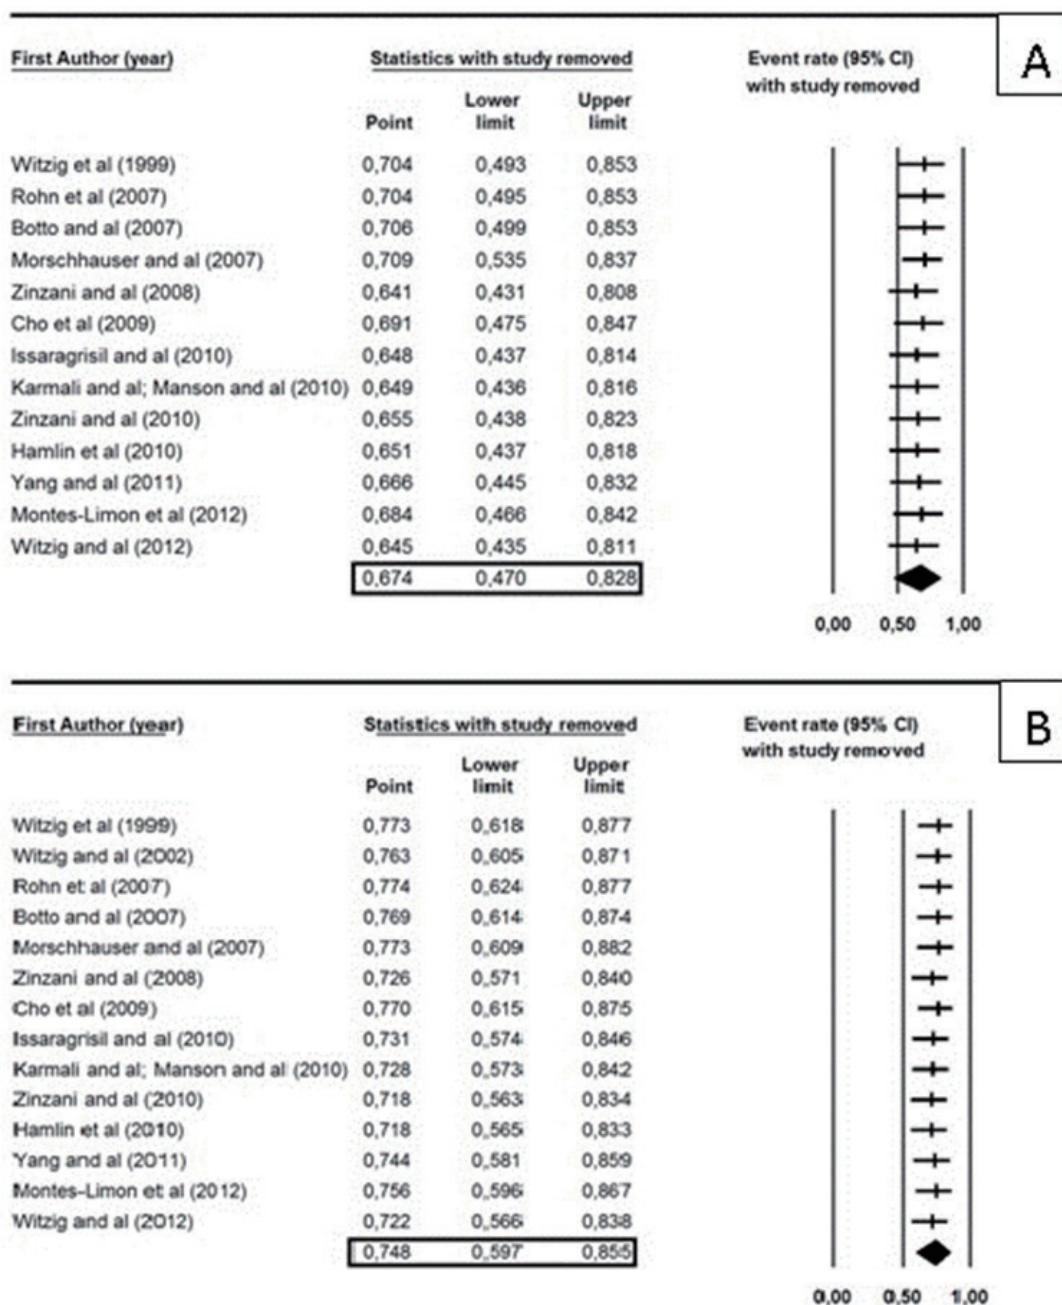 A
First Author (year) Statistics with study removed Event rate (95% CI)
with study removed
Lower Upper
Point limit limit
Witzig et al (1999) 0,704 0,493 0,853
Rohn et al (2007) 0,704 0,495 0,853
Botto and al (2007) 0,706 0,499 0,853
Morschhauser and al (2007) 0,709 0,535 0,837
Zinzani and al (2008) 0,641 0,431 0,808
Cho et al (2009) 0,691 0,475 0,847
Issaragrisil and al (2010) 0,648 0,437 0,814
Karmali and al; Manson and al (2010) 0,649 0,436 0,816
Zinzani and al (2010) 0,655 0,438 0,823
Hamlin et al (2010) 0,651 0,437 0,818
Yang and al (2011) 0,666 0,445 0,832
Montes-Limon et al (2012) 0,684 0,466 0,842
Witzig and al (2012) 0,645 0,435 0,811
0,674 0,470 0,828
0,00 0,50 1,00
B
First Author (year) Statistics with study removed Event rate (95% CI)
with study removed
Lower Upper
Point limit limit
Witzig et al (1999) 0,773 0,618 0,877
Witzig and al (2002) 0,763 0,605 0,871
Rohn et al (2007) 0,774 0,624 0,877
Botto and al (2007) 0,769 0,614 0,874
Morschhauser and al (2007) 0,773 0,609 0,882
Zinzani and al (2008) 0,726 0,571 0,840
Cho et al (2009) 0,770 0,615 0,875
Issaragrisil and al (2010) 0,731 0,574 0,846
Karmali and al; Manson and al (2010) 0,728 0,573 0,842
Zinzani and al (2010) 0,718 0,563 0,834
Hamlin et al (2010) 0,718 0,565 0,833
Yang and al (2011) 0,744 0,581 0,859
Montes-Limon et al (2012) 0,756 0,596 0,867
Witzig and al (2012) 0,722 0,566 0,838
0,748 0,597 0,855
0,00 0,50 1,00